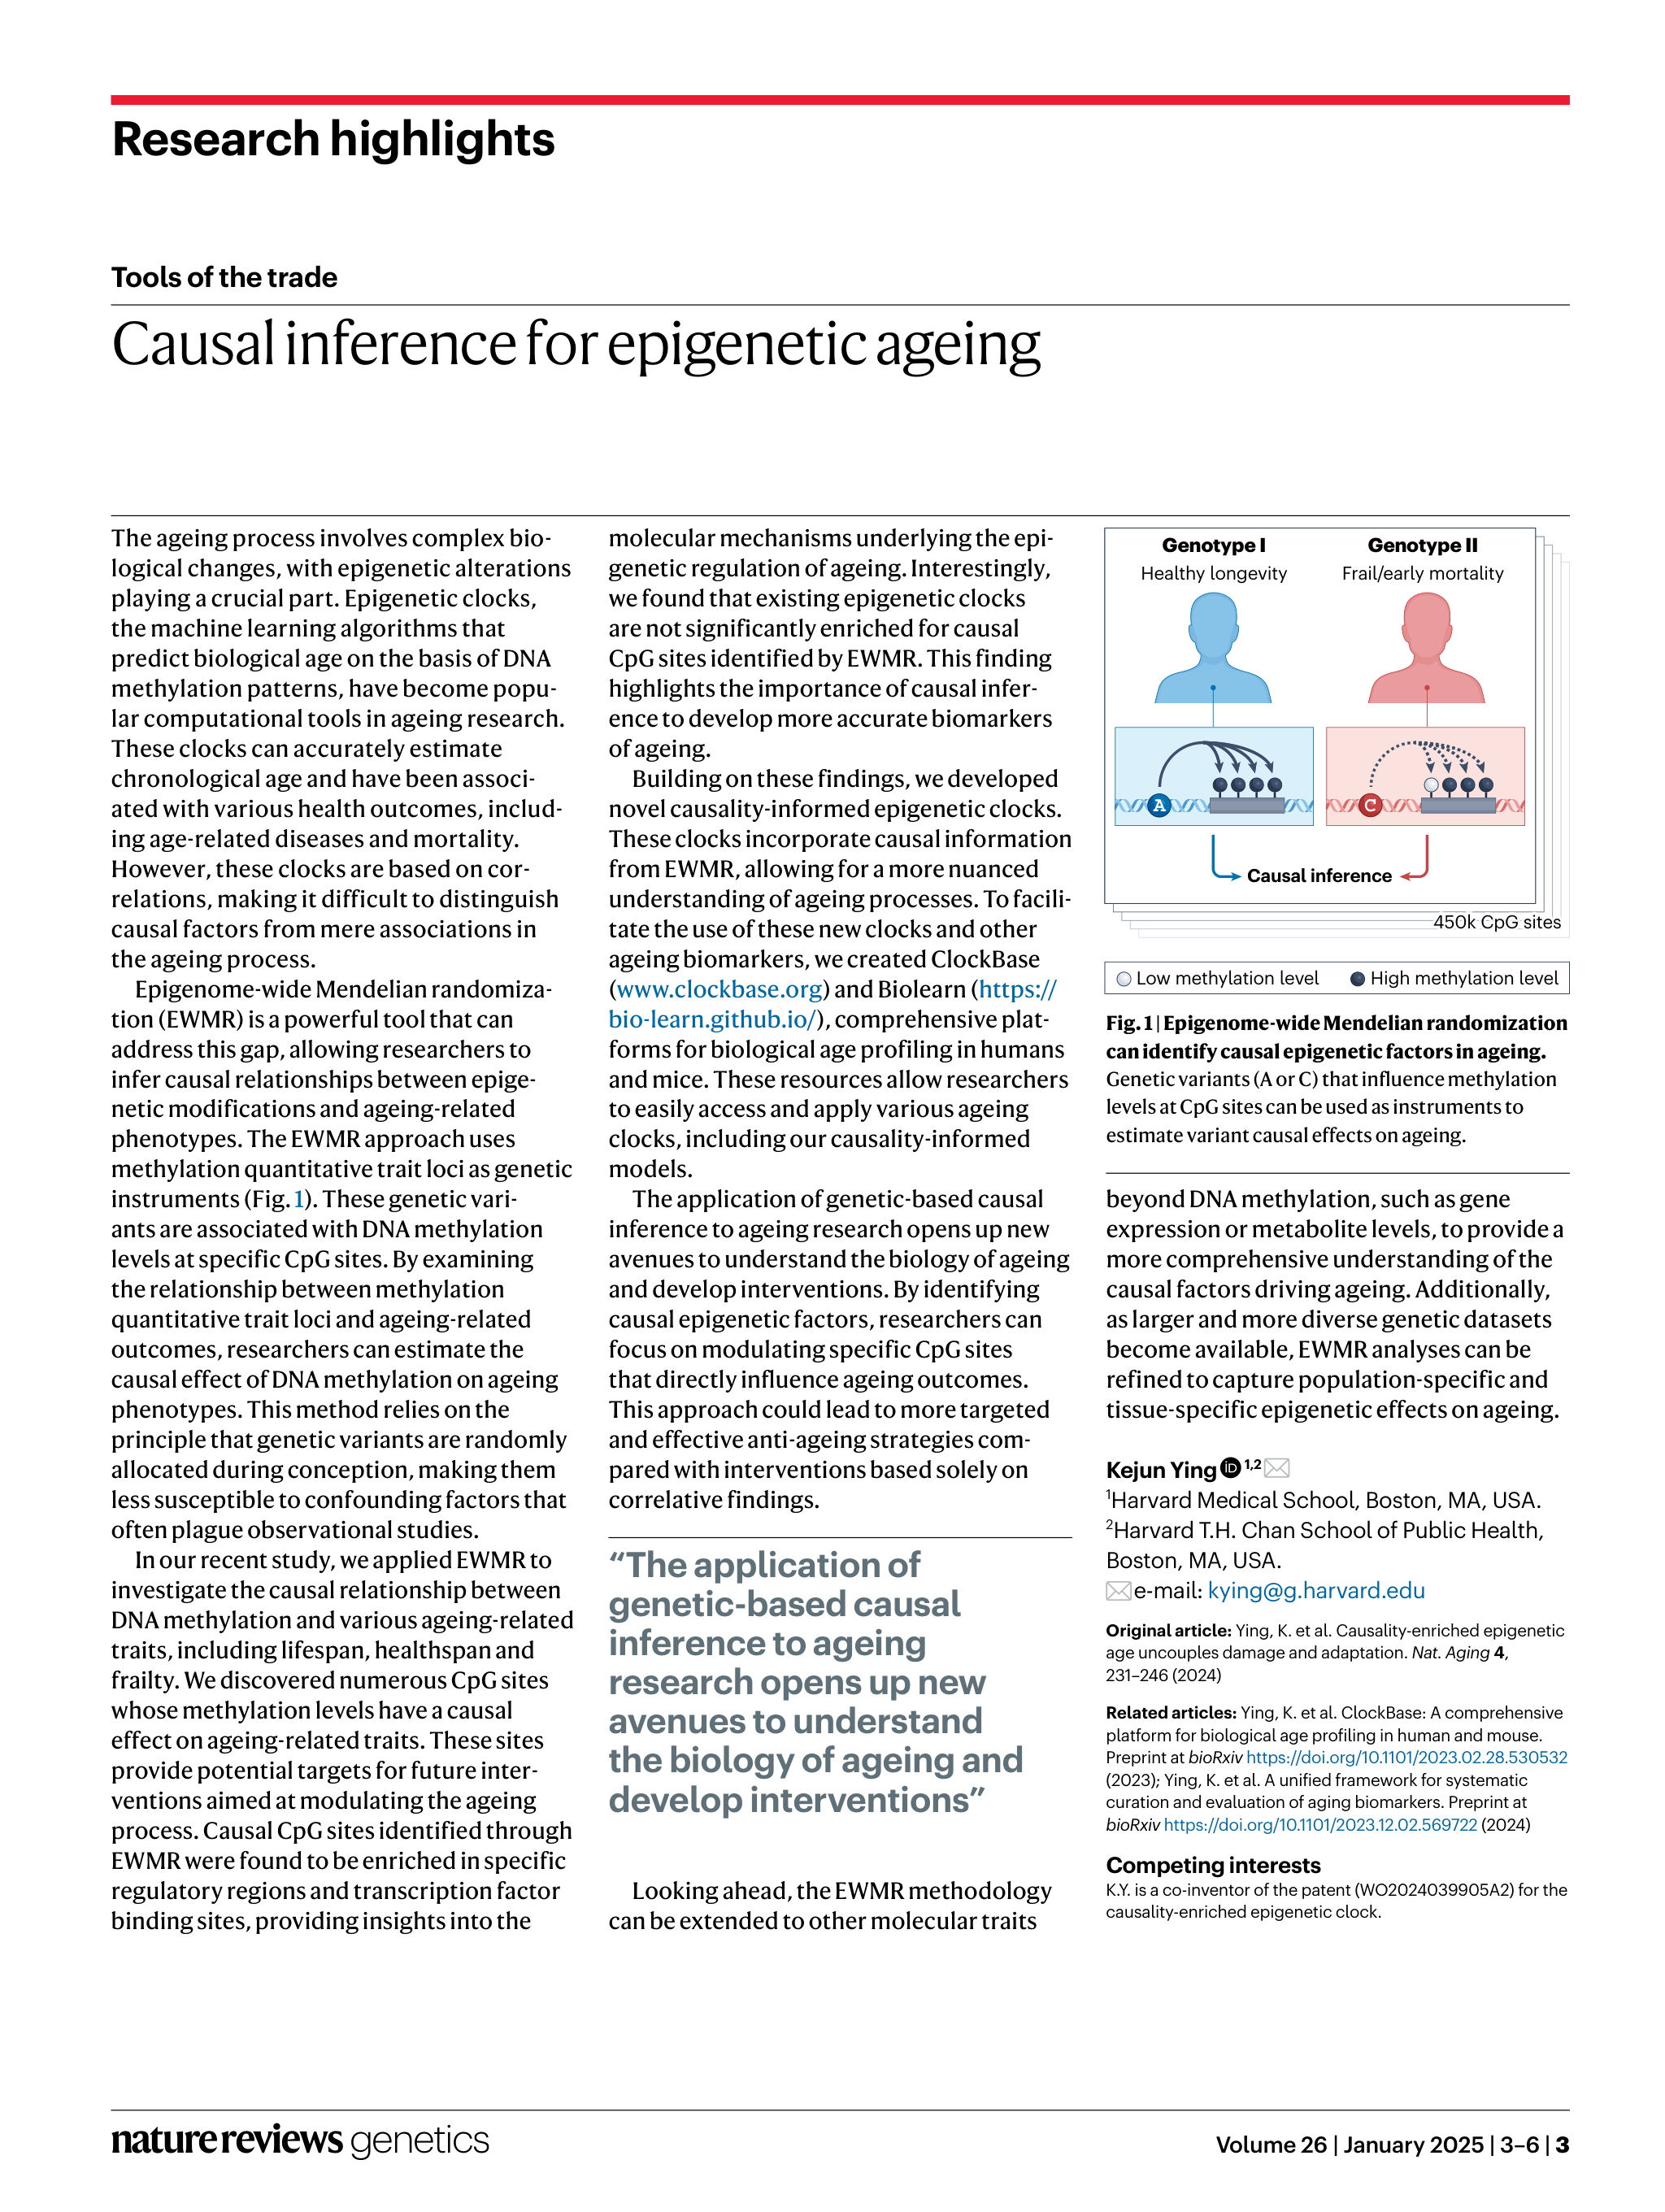 Research highlights
Tools of the trade
Causal inference for epigenetic ageing
The ageing process involves complex bio-
logical changes, with epigenetic alterations
playing a crucial part. Epigenetic clocks,
the machine learning algorithms that
predict biological age on the basis of DNA
methylation patterns, have become popu-
lar computational tools in ageing research.
These clocks can accurately estimate
chronological age and have been associ-
ated with various health outcomes, includ-
ing age-related diseases and mortality.
However, these clocks are based on cor-
relations, making it difficult to distinguish
causal factors from mere associations in
the ageing process.
Epigenome-wide Mendelian randomiza-
tion (EWMR) is a powerful tool that can
address this gap, allowing researchers to
infer causal relationships between epige-
netic modifications and ageing-related
phenotypes. The EWMR approach uses
methylation quantitative trait loci as genetic
instruments (Fig. 1). These genetic vari-
ants are associated with DNA methylation
levels at specific CpG sites. By examining
the relationship between methylation
quantitative trait loci and ageing-related
outcomes, researchers can estimate the
causal effect of DNA methylation on ageing
phenotypes. This method relies on the
principle that genetic variants are randomly
allocated during conception, making them
less susceptible to confounding factors that
often plague observational studies.
In our recent study, we applied EWMR to
investigate the causal relationship between
DNA methylation and various ageing-related
traits, including lifespan, healthspan and
frailty. We discovered numerous CpG sites
whose methylation levels have a causal
effect on ageing-related traits. These sites
provide potential targets for future inter-
ventions aimed at modulating the ageing
process. Causal CpG sites identified through
EWMR were found to be enriched in specific
regulatory regions and transcription factor
binding sites, providing insights into the
molecular mechanisms underlying the epi-
genetic regulation of ageing. Interestingly,
we found that existing epigenetic clocks
are not significantly enriched for causal
CpG sites identified by EWMR. This finding
highlights the importance of causal infer-
ence to develop more accurate biomarkers
of ageing.
Building on these findings, we developed
novel causality-informed epigenetic clocks.
These clocks incorporate causal information
from EWMR, allowing for a more nuanced
understanding of ageing processes. To facili-
tate the use of these new clocks and other
ageing biomarkers, we created ClockBase
(www.clockbase.org) and Biolearn (https://
bio-learn.github.io/), comprehensive plat-
forms for biological age profiling in humans
and mice. These resources allow researchers
to easily access and apply various ageing
clocks, including our causality-informed
models.
The application of genetic-based causal
inference to ageing research opens up new
avenues to understand the biology of ageing
and develop interventions. By identifying
causal epigenetic factors, researchers can
focus on modulating specific CpG sites
that directly influence ageing outcomes.
This approach could lead to more targeted
and effective anti-ageing strategies com-
pared with interventions based solely on
correlative findings.
“The application of
genetic-based causal
inference to ageing
research opens up new
avenues to understand
the biology of ageing and
develop interventions”
Looking ahead, the EWMR methodology
can be extended to other molecular traits
Genotype I
Healthy longevity
Genotype II
Frail/early mortality
A
C
Causal inference
450k CpG sites
Low methylation level
High methylation level
Fig. 1 | Epigenome-wide Mendelian randomization
can identify causal epigenetic factors in ageing.
Genetic variants (A or C) that influence methylation
levels at CpG sites can be used as instruments to
estimate variant causal effects on ageing.
beyond DNA methylation, such as gene
expression or metabolite levels, to provide a
more comprehensive understanding of the
causal factors driving ageing. Additionally,
as larger and more diverse genetic datasets
become available, EWMR analyses can be
refined to capture population-specific and
tissue-specific epigenetic effects on ageing.
Kejun Ying iD 1,2
1Harvard Medical School, Boston, MA, USA.
2Harvard T.H. Chan School of Public Health,
Boston, MA, USA.
e-mail: kying@g.harvard.edu
Original article: Ying, K. et al. Causality-enriched epigenetic
age uncouples damage and adaptation. Nat. Aging 4,
231–246 (2024)
Related articles: Ying, K. et al. ClockBase: A comprehensive
platform for biological age profiling in human and mouse.
Preprint at bioRxiv https://doi.org/10.1101/2023.02.28.530532
(2023); Ying, K. et al. A unified framework for systematic
curation and evaluation of aging biomarkers. Preprint at
bioRxiv https://doi.org/10.1101/2023.12.02.569722 (2024)
Competing interests
K.Y. is a co-inventor of the patent (WO2024039905A2) for the
causality-enriched epigenetic clock.
nature reviews genetics
Volume 26 | January 2025 | 3–6 | 3